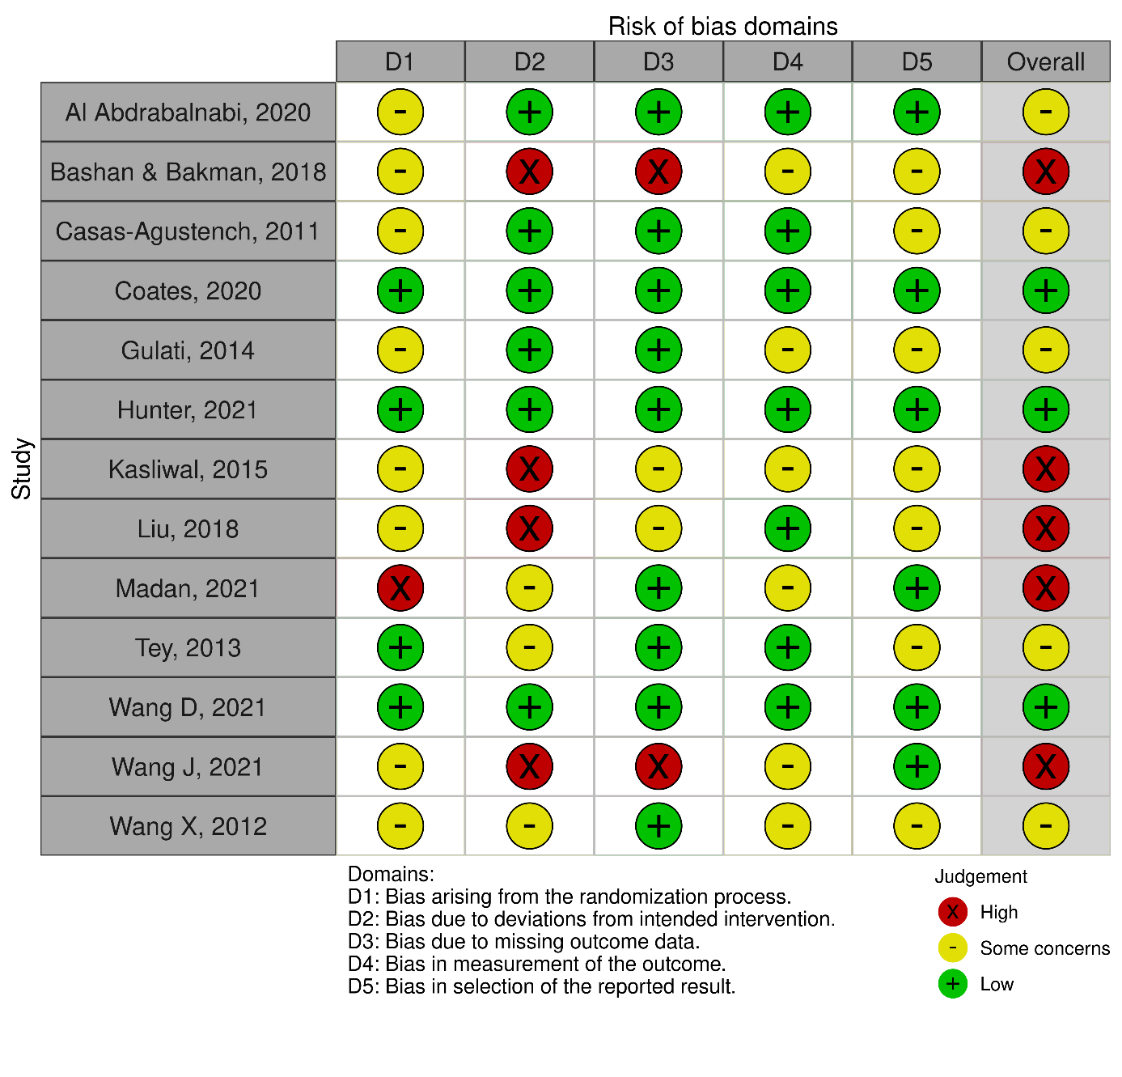 Risk of bias domains
D1 D2 D3 D4 D5 Overall
Al Abdrabalnabi, 2020 - + + + + -
Bashan & Bakman, 2018 - X X - - X
Casas-Agustench, 2011 - + + + - -
Coates, 2020 + + + + + +
Gulati, 2014 - + + - - -
Hunter, 2021 + + + + + +
Kasliwal, 2015 - X - - - X
Liu, 2018 - X - + - X
Madan, 2021 X - + - + X
Tey, 2013 + - + + - -
Wang D, 2021 + + + + + +
Wang J, 2021 - X X - + X
Wang X, 2012 - - + - - -
Study
Domains:
D1: Bias arising from the randomization process.
D2: Bias due to deviations from intended intervention.
D3: Bias due to missing outcome data.
D4: Bias in measurement of the outcome.
D5: Bias in selection of the reported result.
Judgement
X High
- Some concerns
+ Low